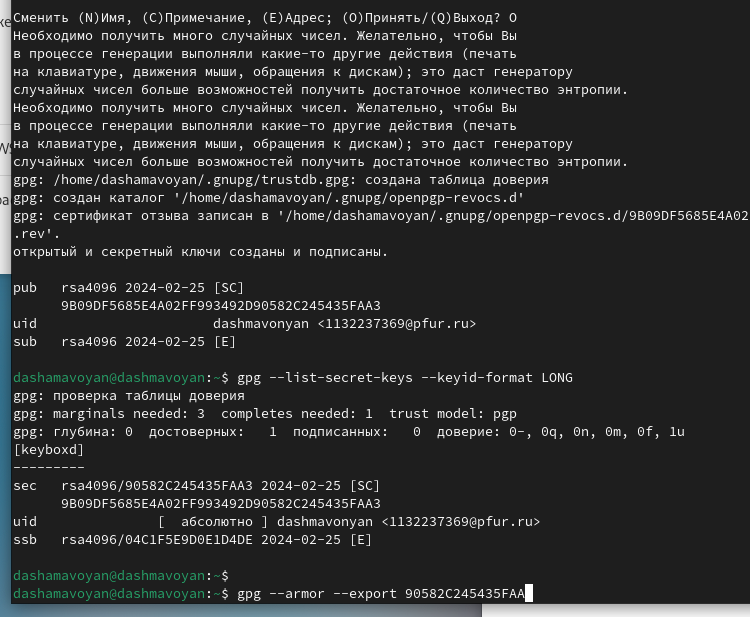 Сменить (N)Имя, (C)Примечание, (E)Адрес; (O)Принять/(Q)Выход? O
Необходимо получить много случайных чисел. Желательно, чтобы Вы
в процессе генерации выполняли какие-то другие действия (печать
на клавиатуре, движения мыши, обращения к дискам); это даст генератору
случайных чисел больше возможностей получить достаточное количество энтропии.
Необходимо получить много случайных чисел. Желательно, чтобы Вы
в процессе генерации выполняли какие-то другие действия (печать
на клавиатуре, движения мыши, обращения к дискам); это даст генератору
случайных чисел больше возможностей получить достаточное количество энтропии.
gpg: /home/dashamavoyan/.gnupg/trustdb.gpg: создана таблица доверия
gpg: создан каталог '/home/dashamavoyan/.gnupg/openpgp-revocs.d'
gpg: сертификат отзыва записан в '/home/dashamavoyan/.gnupg/openpgp-revocs.d/9B09DF5685E4A02
.rev'.
открытый и секретный ключи созданы и подписаны.
pub   rsa4096 2024-02-25 [SC]
      9B09DF5685E4A02FF993492D90582C245435FAA3
uid                      dashmavonyan <1132237369@pfur.ru>
sub   rsa4096 2024-02-25 [E]
dashamavoyan@dashmavoyan:~$ gpg --list-secret-keys --keyid-format LONG
gpg: проверка таблицы доверия
gpg: marginals needed: 3  completes needed: 1  trust model: pgp
gpg: глубина: 0  достоверных:   1  подписанных:   0  доверие: 0-, 0q, 0n, 0m, 0f, 1u
[keyboxd]
---------
sec   rsa4096/90582C245435FAA3 2024-02-25 [SC]
      9B09DF5685E4A02FF993492D90582C245435FAA3
uid               [  абсолютно ] dashmavonyan <1132237369@pfur.ru>
ssb   rsa4096/04C1F5E9D0E1D4DE 2024-02-25 [E]
dashamavoyan@dashmavoyan:~$
dashamavoyan@dashmavoyan:~$ gpg --armor --export 90582C245435FAA